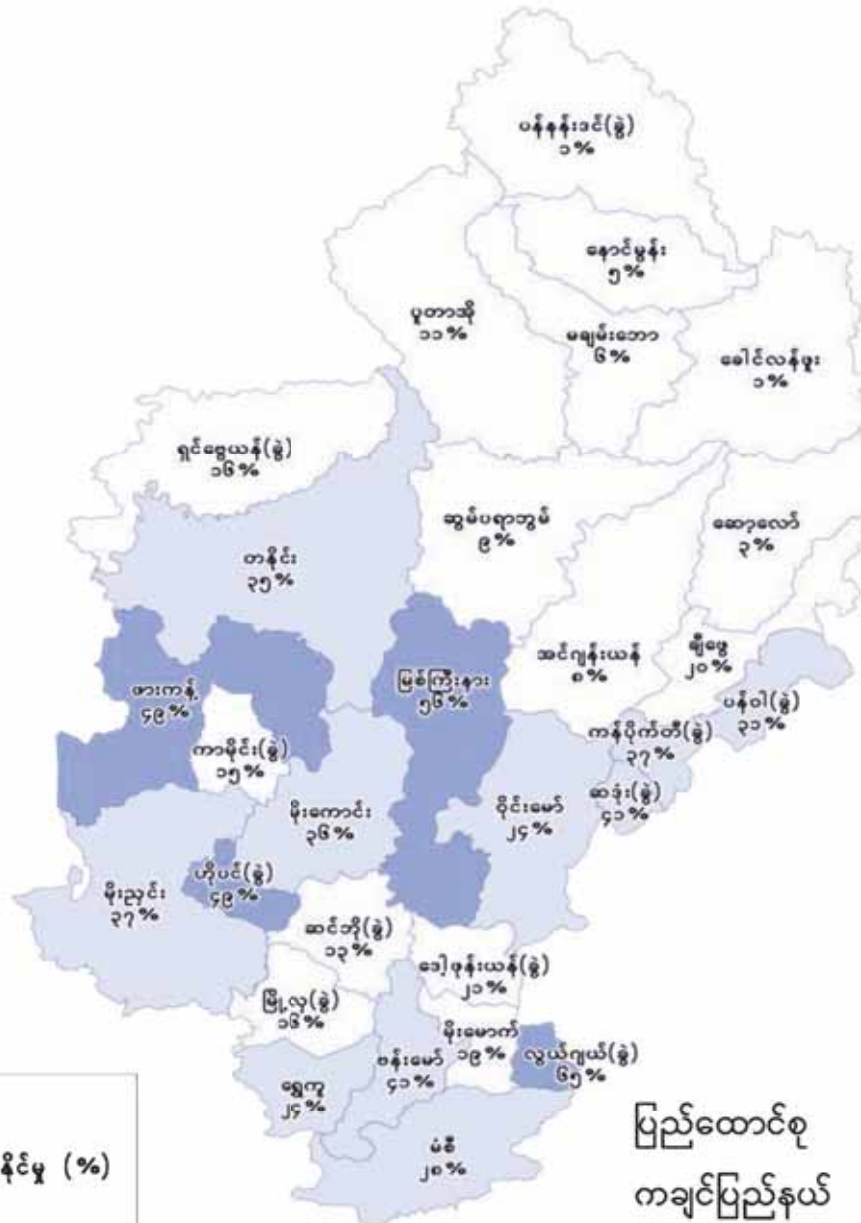 ပန်နန်းဒင်(ခွဲ)
၁%
နောင်မွန်း
၅%
ပူတာအို
၁၁%
မချမ်းဘော
၆%
ခေါင်လန်ဖူး
၁%
ရှင်ဗွေယန်(ခွဲ)
၁၆%
ဆွမ်ပရာဘွမ်
၉%
ဆော့လော်
၃%
တနိုင်း
၃၅%
အင်ဂျန်းယန်
၈%
ချီဖွေ
၂၀%
မြစ်ကြီးနား
၅၆%
ဖားကန့်
၄၉%
ပန်ဝါ(ခွဲ)
၃၁%
ကန်ပိုက်တီ(ခွဲ)
၃၇%
ကာမိုင်း(ခွဲ)
၁၅%
ဆဒုံး(ခွဲ)
၄၁%
ဝိုင်းမော်
၂၄%
မိုးကောင်း
၃၆%
ဟိုပင်(ခွဲ)
၄၉%
မိုးညှင်း
၃၇%
ဆင်ဘို(ခွဲ)
၁၃%
ဒေါ့ဖုန်းယန်(ခွဲ)
၂၁%
မြို့လှ(ခွဲ)
၁၆%
မိုးမောက်
၁၉%
လွယ်ဂျယ်(ခွဲ)
၆၅%
ဗန်းမော်
၄၁%
ရွှေကူ
၂၄%
မံစီ
၂၈%
နိုင်မှု (%)
ပြည်ထောင်စု
ကချင်ပြည်နယ်